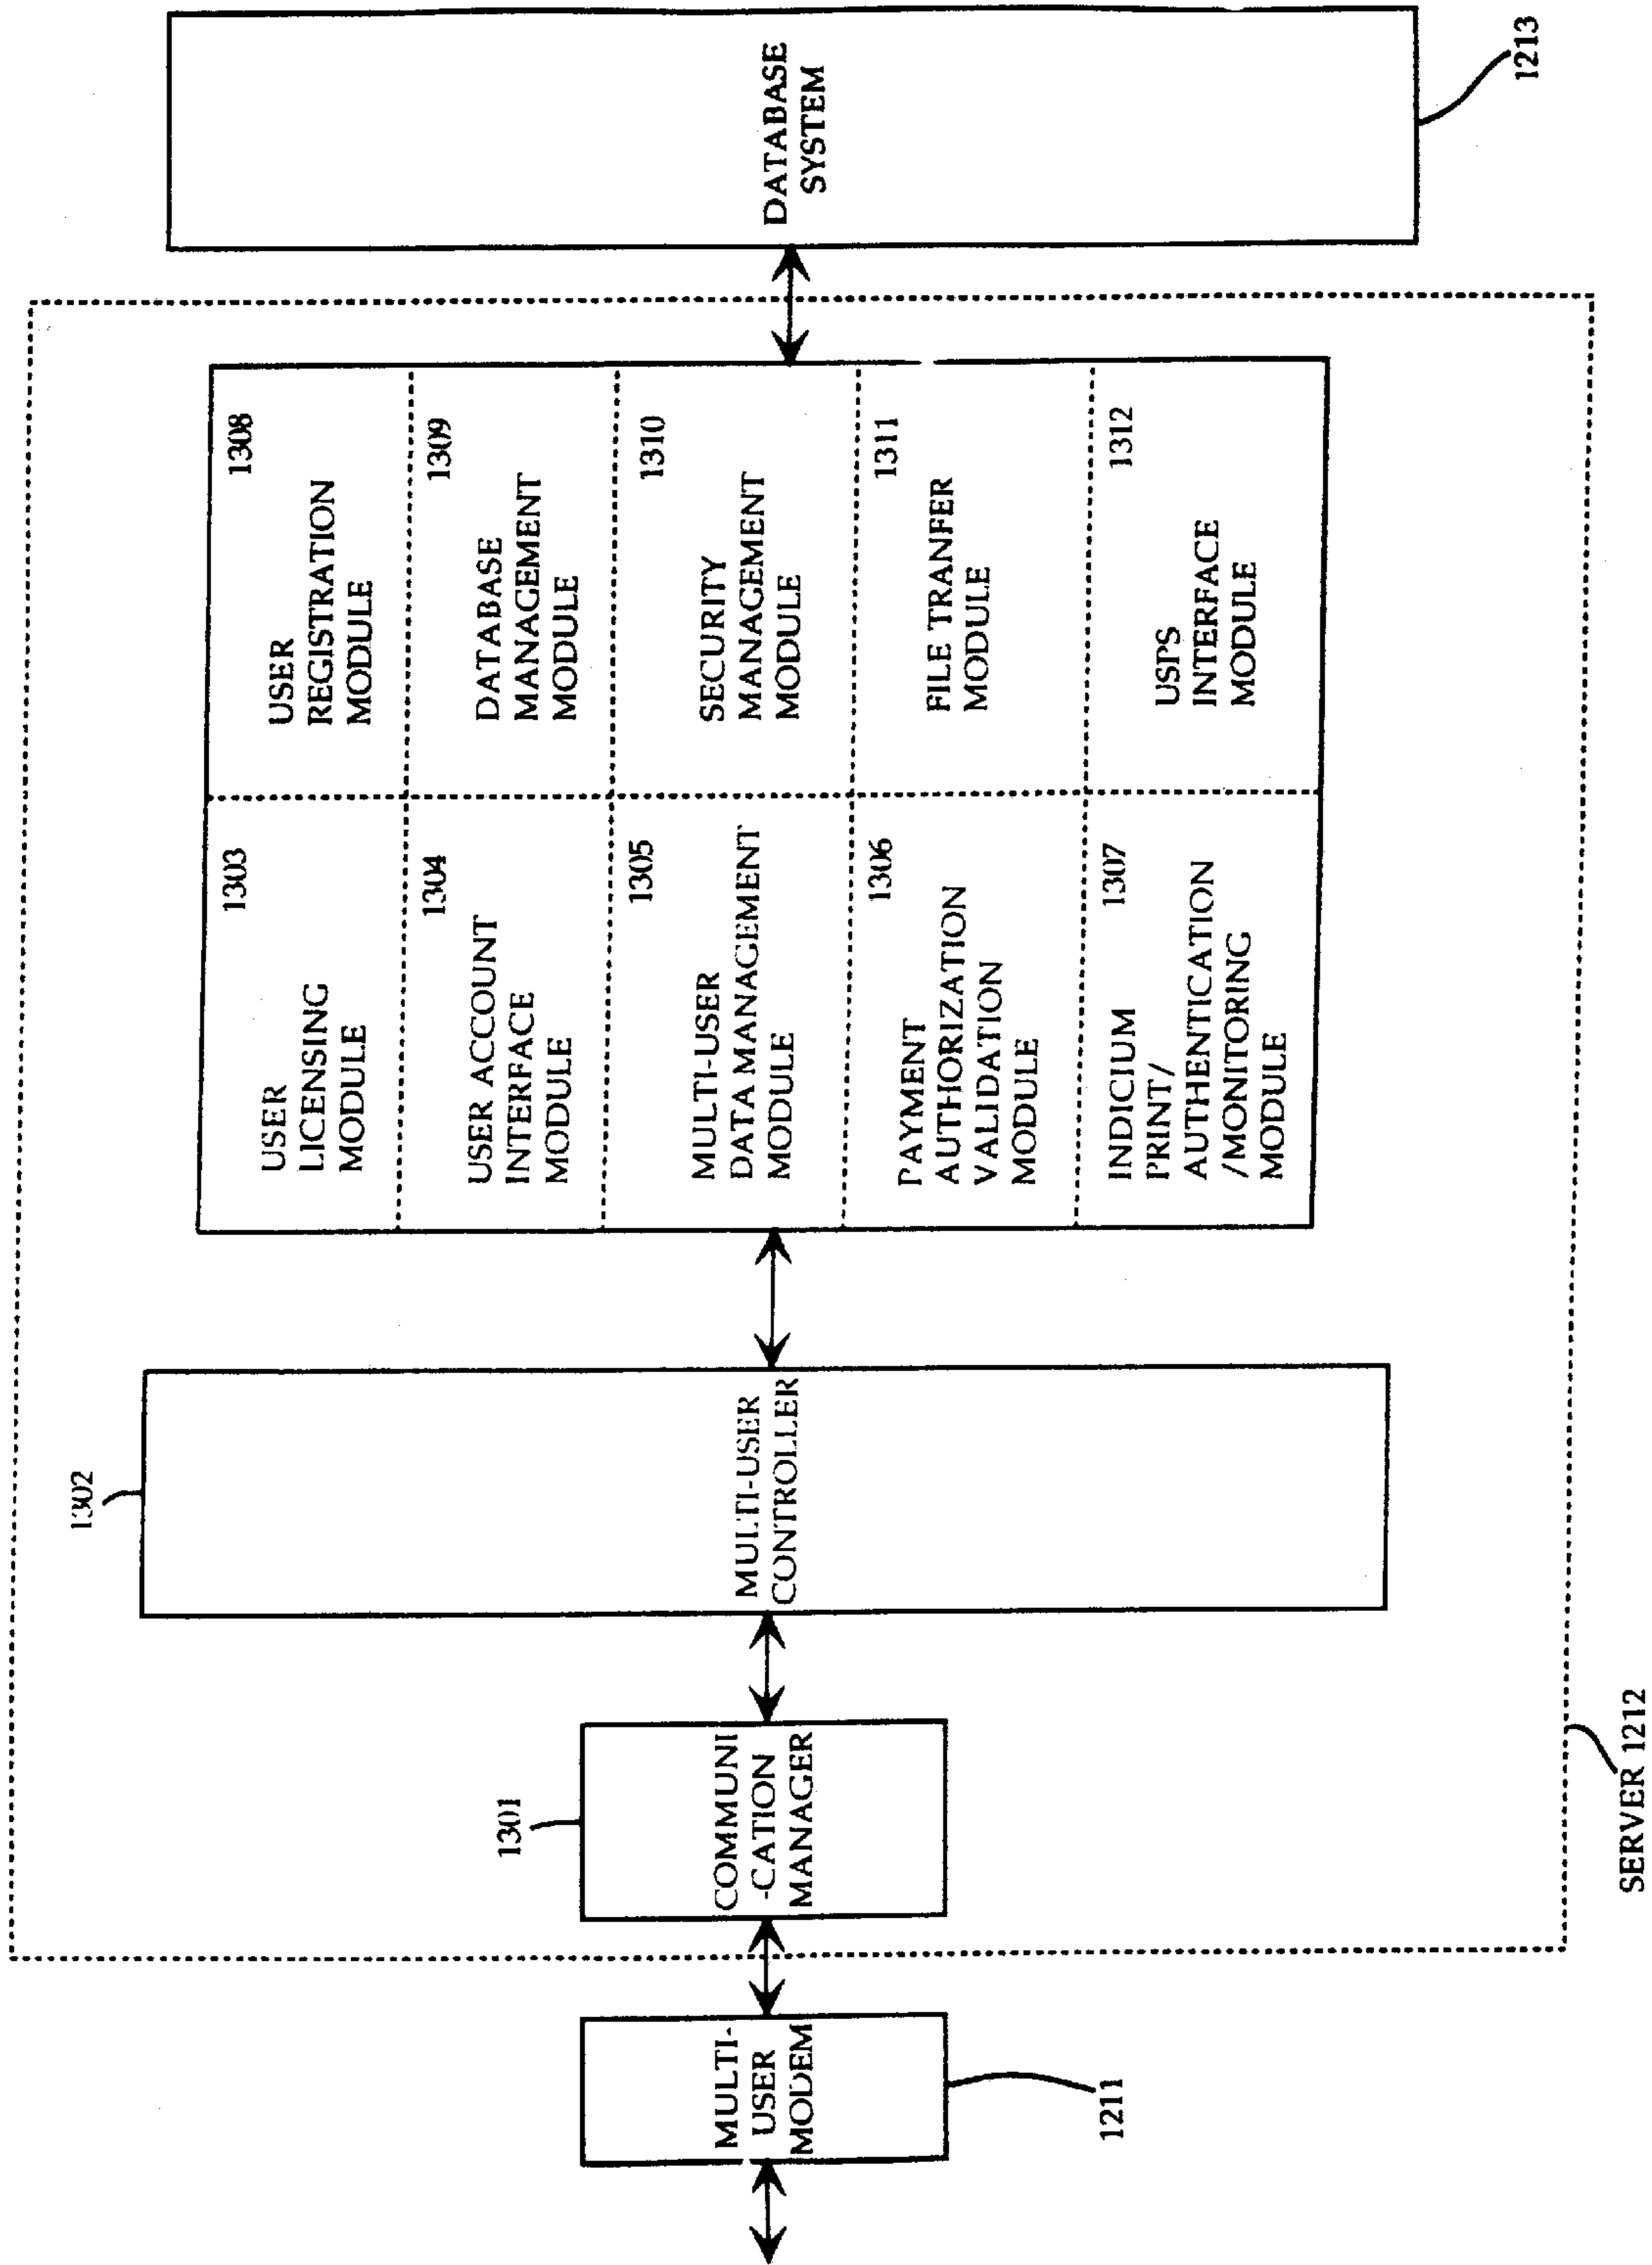 MULTI-
USER
MODEM
1211
1301
COMMUNI
-CATION
MANAGER
1302
MULTI-USER
CONTROLLER
1303
USER
LICENSING
MODULE
1304
USER ACCOUNT
INTERFACE
MODULE
1305
MULTI-USER
DATA MANAGEMENT
MODULE
1306
PAYMENT
AUTHORIZATION
VALIDATION
MODULE
1307
INDICIUM
PRINT/
AUTHENTICATION
/MONITORING
MODULE
1308
USER
REGISTRATION
MODULE
1309
DATABASE
MANAGEMENT
MODULE
1310
SECURITY
MANAGEMENT
MODULE
1311
FILE TRANFER
MODULE
1312
USPS
INTERFACE
MODULE
DATABASE
SYSTEM
1213
SERVER 1212